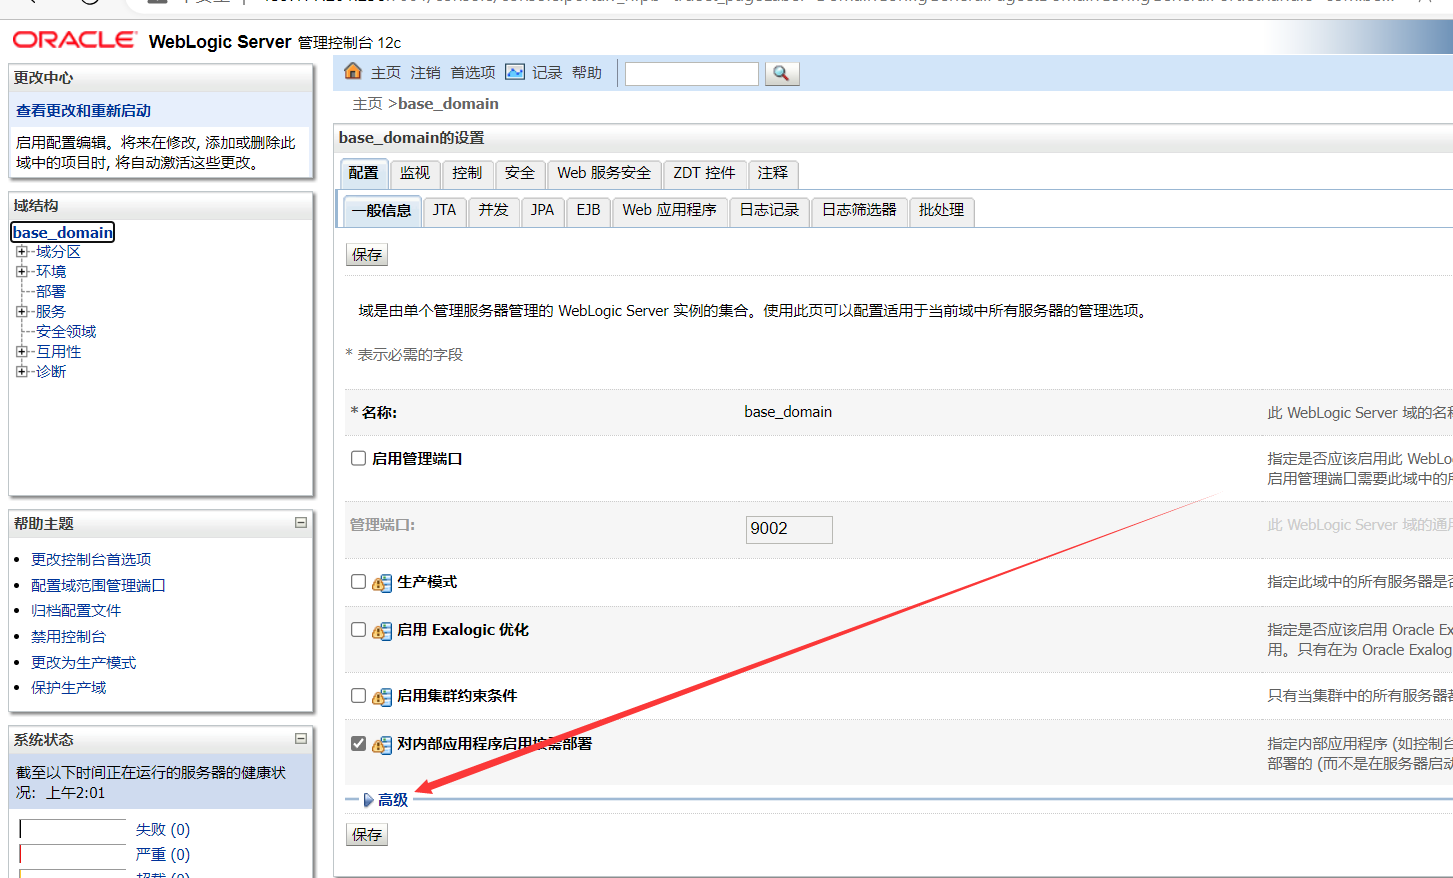 ORACLE WebLogic Server 管理控制台 12c
更改中心
查看更改和重新启动
启用配置编辑。将来在修改, 添加或删除此
域中的项目时, 将自动激活这些更改。
域结构
base_domain
域分区
环境
部署
服务
安全领域
互用性
诊断
帮助主题
更改控制台首选项
配置域范围管理端口
归档配置文件
禁用控制台
更改为生产模式
保护生产域
系统状态
截至以下时间正在运行的服务器的健康状
况: 上午2:01
失败 (0)
严重 (0)
主页 注销 首选项 记录 帮助
主页 >base_domain
base_domain的设置
配置 监视 控制 安全 Web 服务安全 ZDT 控件 注释
一般信息 JTA 并发 JPA EJB Web 应用程序 日志记录 日志筛选器 批处理
保存
域是由单个管理服务器管理的 WebLogic Server 实例的集合。使用此页可以配置适用于当前域中所有服务器的管理选项。
* 表示必需的字段
* 名称: base_domain 此 WebLogic Server 域的名
启用管理端口 指定是否应该启用此 WebLo
启用管理端口需要此域中的
管理端口: 9002 此 WebLogic Server 域的通
生产模式 指定此域中的所有服务器是
启用 Exalogic 优化 指定是否应该启用 Oracle Ex
用。只有在为 Oracle Exalog
启用集群约束条件 只有当集群中的所有服务器
对内部应用程序启用按需部署 指定内部应用程序 (如控制台
部署的 (而不是在服务器启动
高级
保存